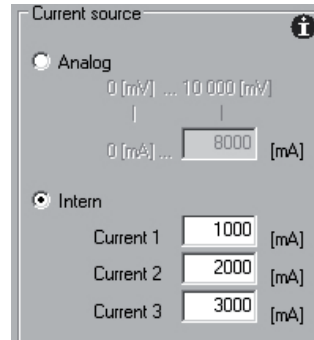 Current source
Analog
0 [mV] ... 10 000 [mV]
0 [mA] ... 8000 [mA]
Intern
Current 1 1000 [mA]
Current 2 2000 [mA]
Current 3 3000 [mA]